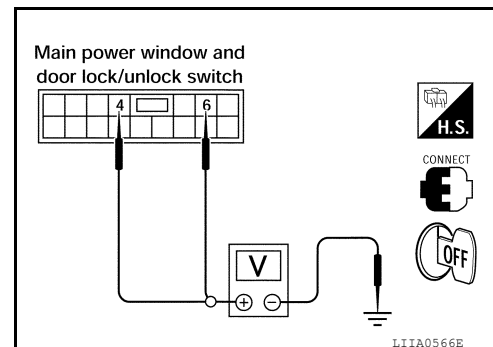 Main power window and
door lock/unlock switch
4 6
H.S.
CONNECT
OFF
V
+ −
LIIA0566E